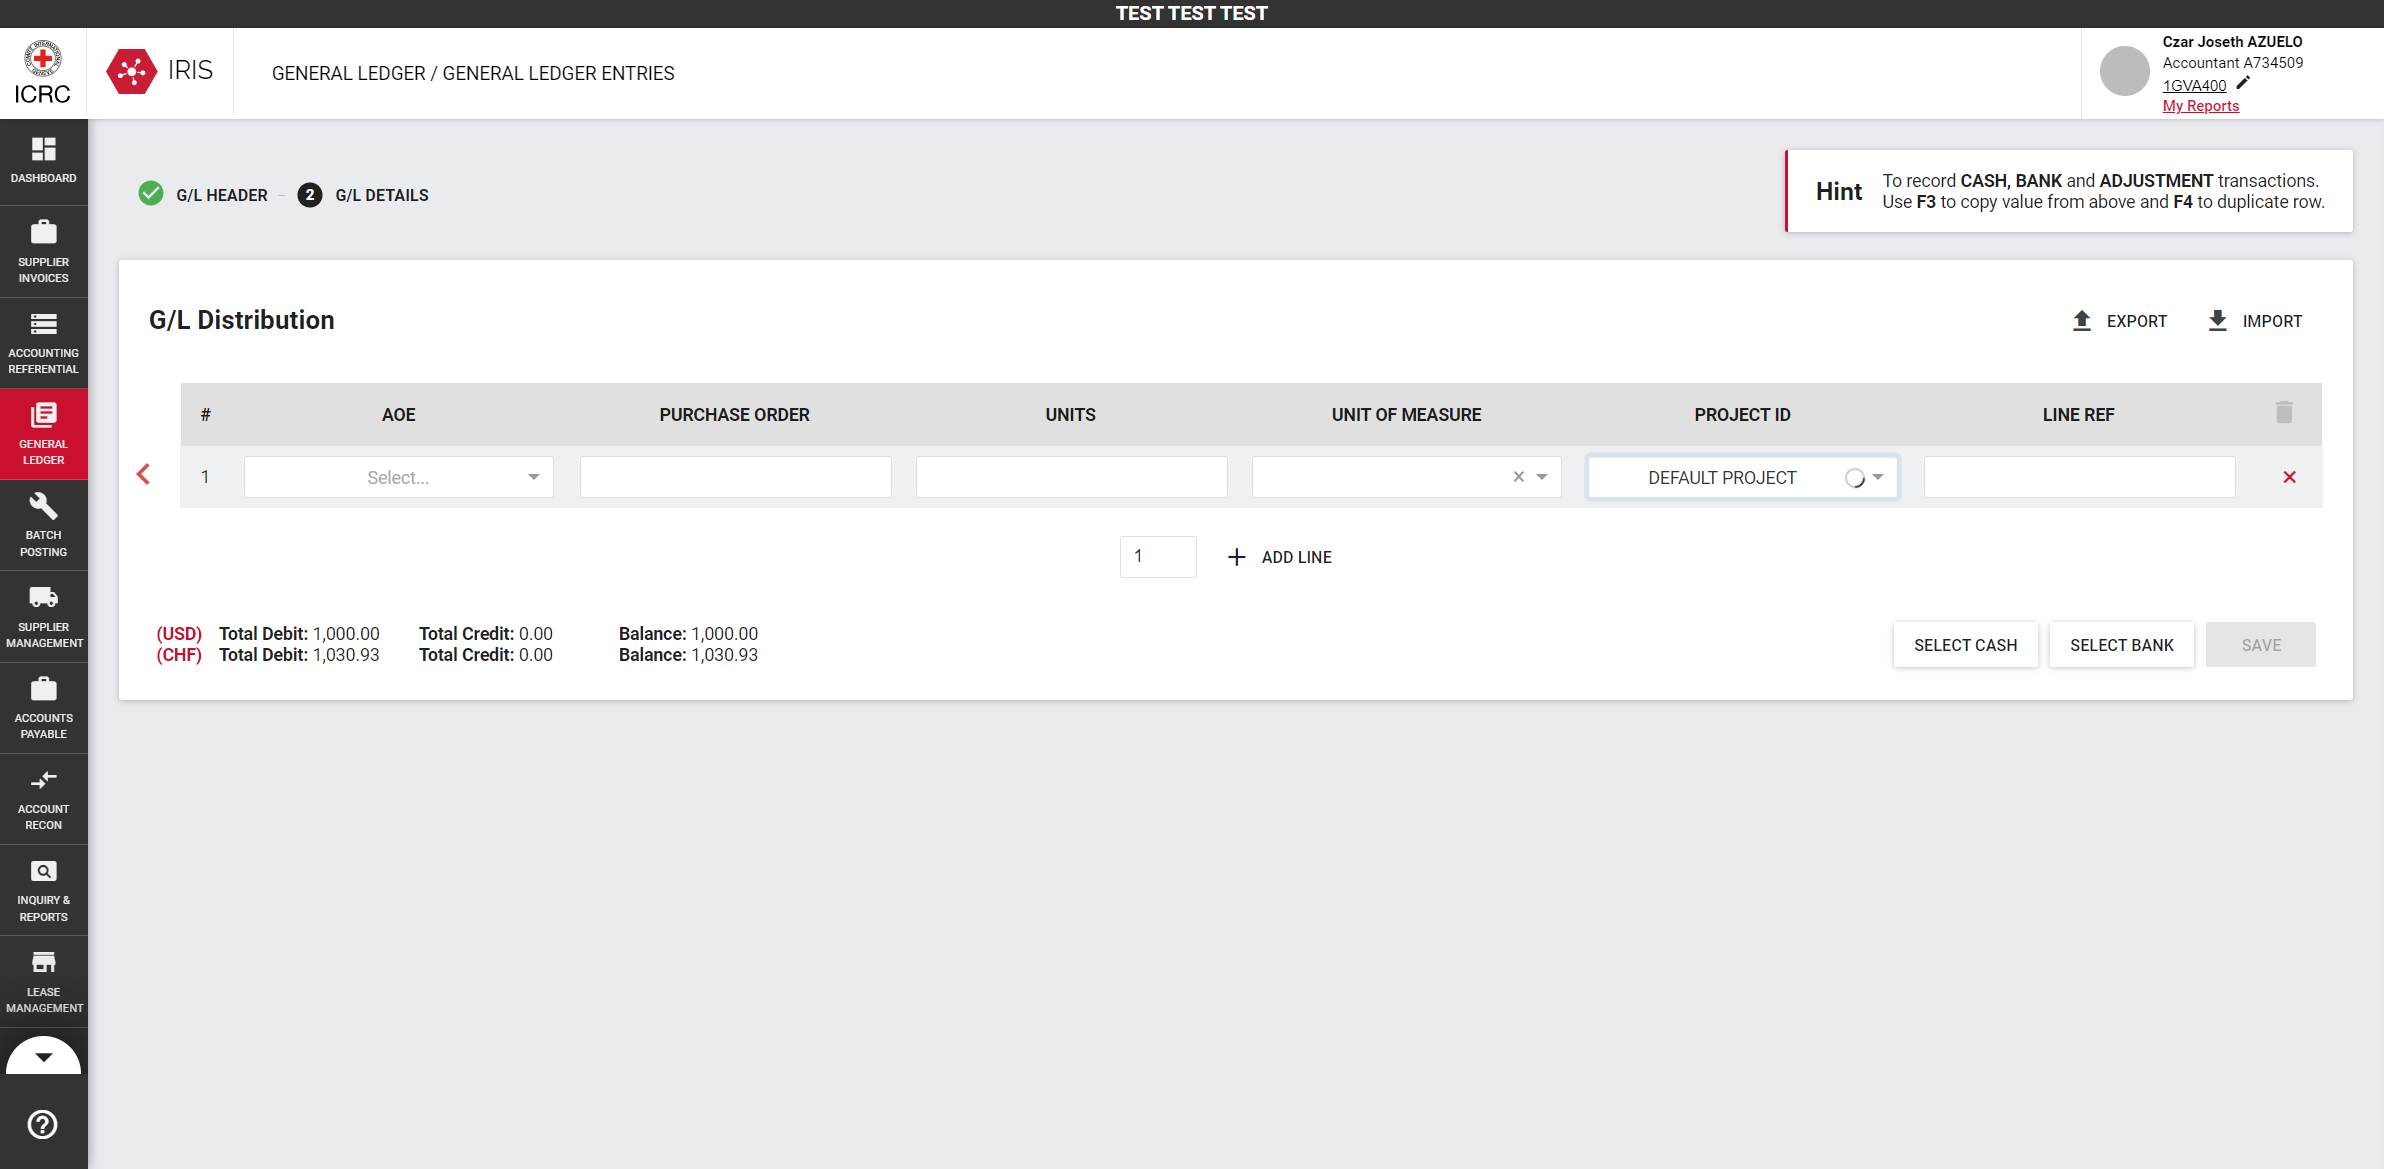 TEST TEST TEST
ICRC
IRIS
GENERAL LEDGER / GENERAL LEDGER ENTRIES
Czar Joseth AZUELO
Accountant A734509
1GVA400
My Reports
DASHBOARD
SUPPLIER
INVOICES
ACCOUNTING
REFERENTIAL
GENERAL
LEDGER
BATCH
POSTING
SUPPLIER
MANAGEMENT
ACCOUNTS
PAYABLE
ACCOUNT
RECON
INQUIRY &
REPORTS
LEASE
MANAGEMENT
G/L HEADER
2 G/L DETAILS
Hint
To record CASH, BANK and ADJUSTMENT transactions.
Use F3 to copy value from above and F4 to duplicate row.
G/L Distribution
EXPORT
IMPORT
# AOE PURCHASE ORDER UNITS UNIT OF MEASURE PROJECT ID LINE REF
1 Select... DEFAULT PROJECT
1 ADD LINE
(USD) Total Debit: 1,000.00 Total Credit: 0.00 Balance: 1,000.00
(CHF) Total Debit: 1,030.93 Total Credit: 0.00 Balance: 1,030.93
SELECT CASH
SELECT BANK
SAVE